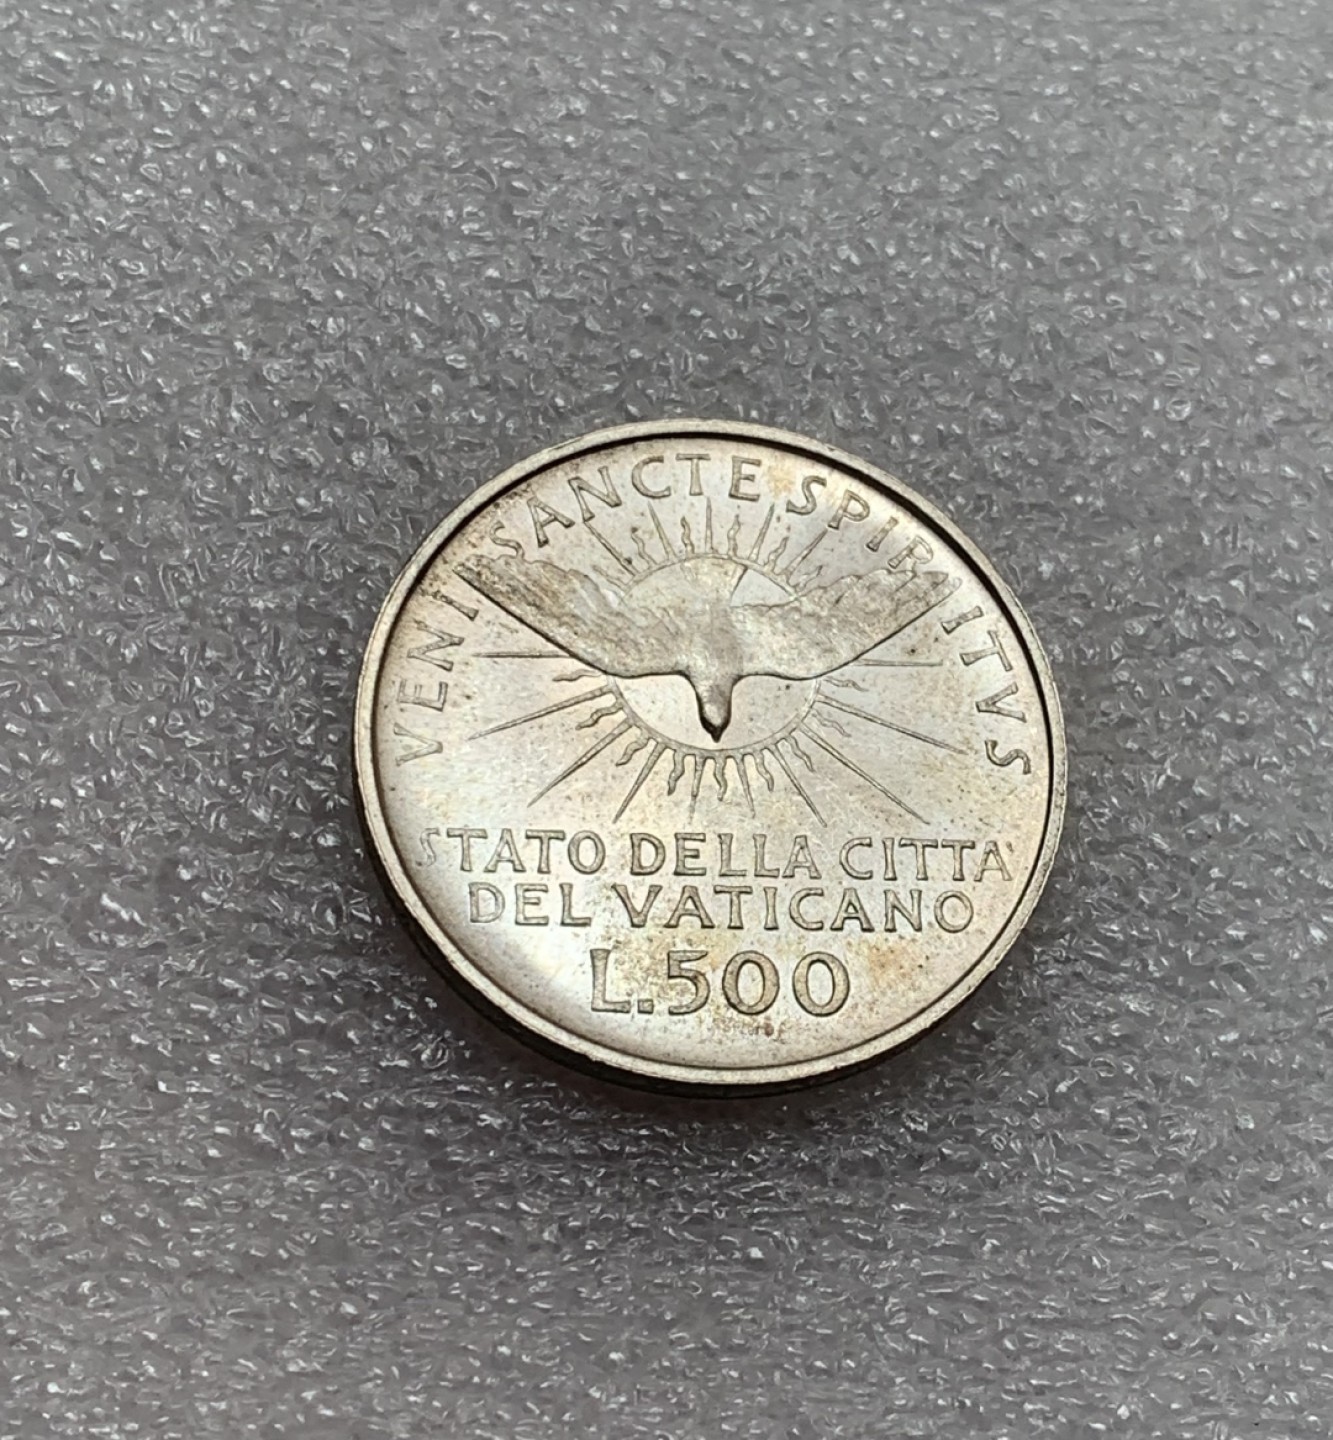 VENI SANCTE SPIRITVS
STATO DELLA CITTA'
DEL VATICANO
L.500